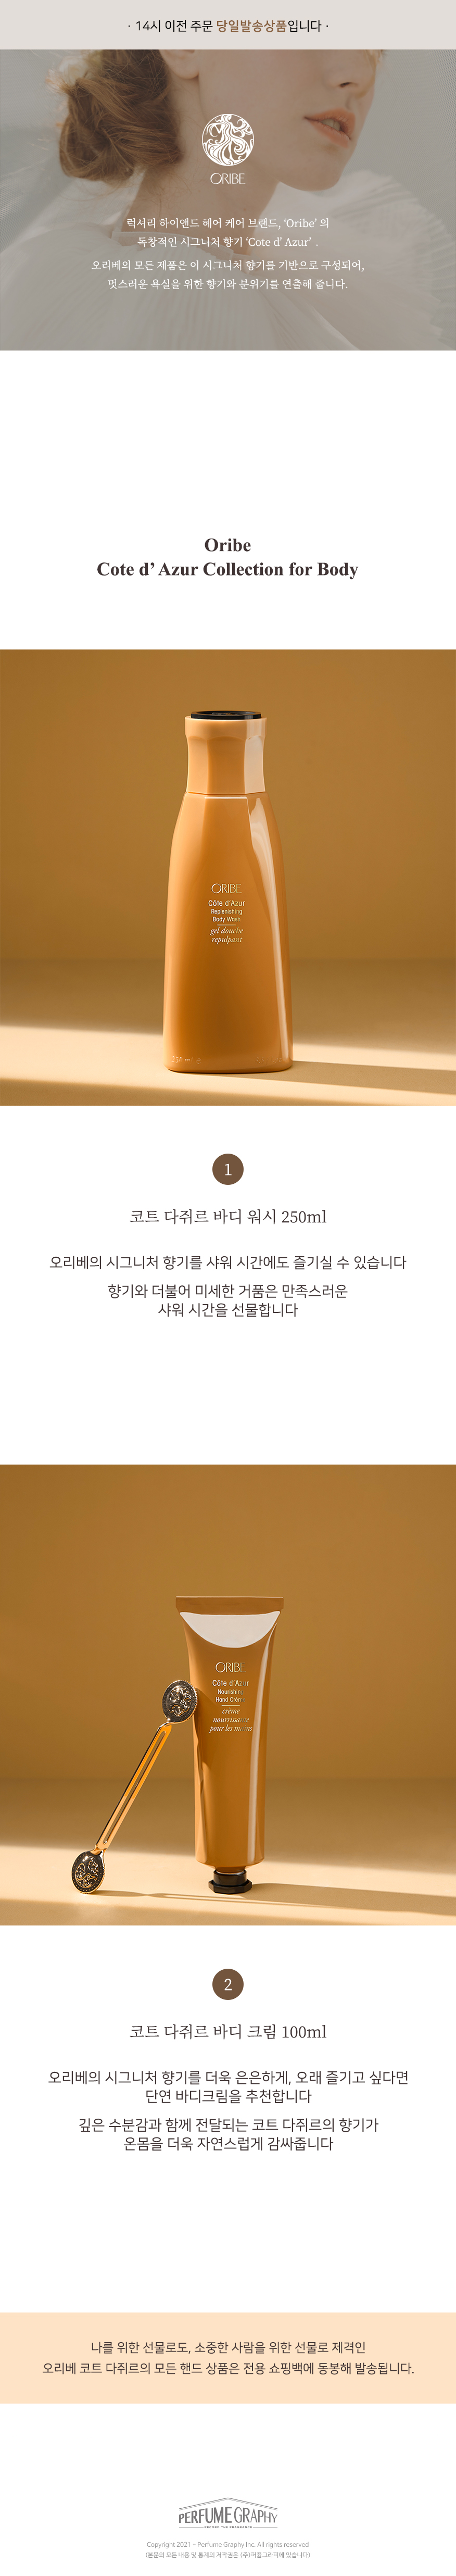 · 14시 이전 주문 당일발송상품입니다 ·
ORIBE
럭셔리 하이앤드 헤어 케어 브랜드, ‘Oribe’ 의
독창적인 시그니처 향기 ‘Cote d’ Azur’ .
오리베의 모든 제품은 이 시그니처 향기를 기반으로 구성되어,
멋스러운 욕실을 위한 향기와 분위기를 연출해 줍니다.
Oribe
Cote d’ Azur Collection for Body
ORIBE
Côte d'Azur
Replenishing
Body Wash
gel douche
repulpant
1
코트 다쥐르 바디 워시 250ml
오리베의 시그니처 향기를 샤워 시간에도 즐기실 수 있습니다
향기와 더불어 미세한 거품은 만족스러운
샤워 시간을 선물합니다
ORIBE
Côte d'Azur
Nourishing
Hand Crème
crème
nourrissante
pour les mains
2
코트 다쥐르 바디 크림 100ml
오리베의 시그니처 향기를 더욱 은은하게, 오래 즐기고 싶다면
단연 바디크림을 추천합니다
깊은 수분감과 함께 전달되는 코트 다쥐르의 향기가
온몸을 더욱 자연스럽게 감싸줍니다
나를 위한 선물로도, 소중한 사람을 위한 선물로 제격인
오리베 코트 다쥐르의 모든 핸드 상품은 전용 쇼핑백에 동봉해 발송됩니다.
PERFUME GRAPHY
RECORD THE FRAGRANCE
Copyright 2021 - Perfume Graphy Inc. All rights reserved
(본문의 모든 내용 및 통계의 저작권은 (주)퍼퓸그라피에 있습니다)